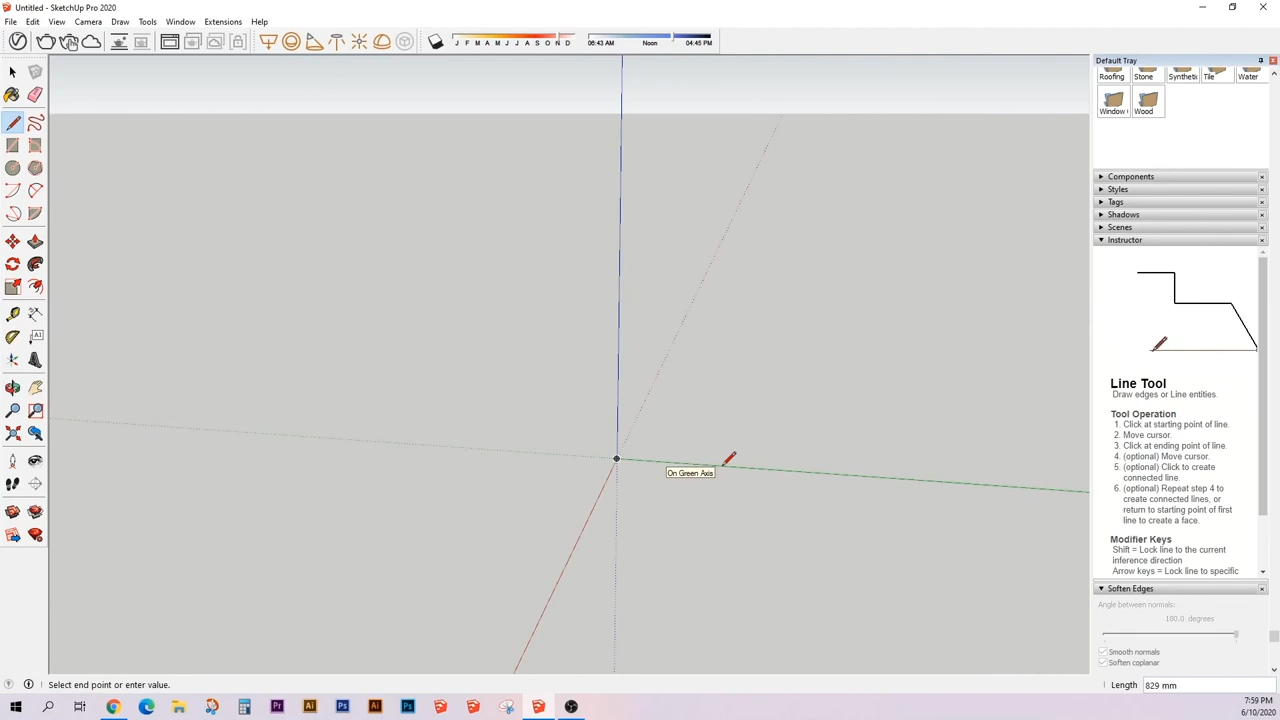 Untitled - SketchUp Pro 2020
File Edit View Camera Draw Tools Window Extensions Help
J F M A M J J A S O N D
06:43 AM Noon 04:45 PM
Default Tray
Roofing Stone Synthetic Tile Water
Window Wood
Components
Styles
Tags
Shadows
Scenes
Instructor
Line Tool
Draw edges or Line entities.
Tool Operation
1. Click at starting point of line.
2. Move cursor.
3. Click at ending point of line.
4. (optional) Move cursor.
5. (optional) Click to create
connected line.
6. (optional) Repeat step 4 to
create connected lines, or
return to starting point of first
line to create a face.
Modifier Keys
Shift = Lock line to the current
inference direction
Arrow keys = Lock line to specific
On Green Axis
Soften Edges
Angle between normals:
180.0 degrees
Smooth normals
Soften coplanar
Select end point or enter value.
Length 829 mm
Pr Ai Ps Ai Ps
7:59 PM
6/10/2020